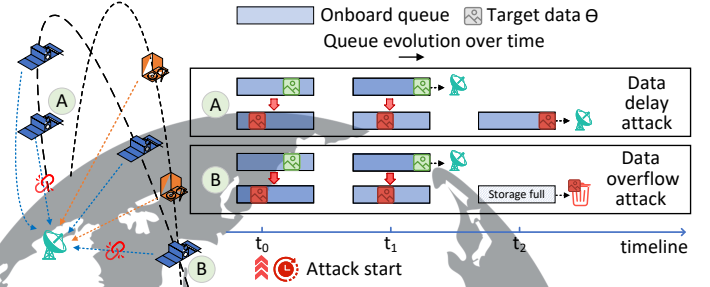 Onboard queue
Target data Θ
Queue evolution over time
A
A
Data
delay
attack
B
Data
overflow
attack
Storage full
B
t0
t1
t2
timeline
Attack start